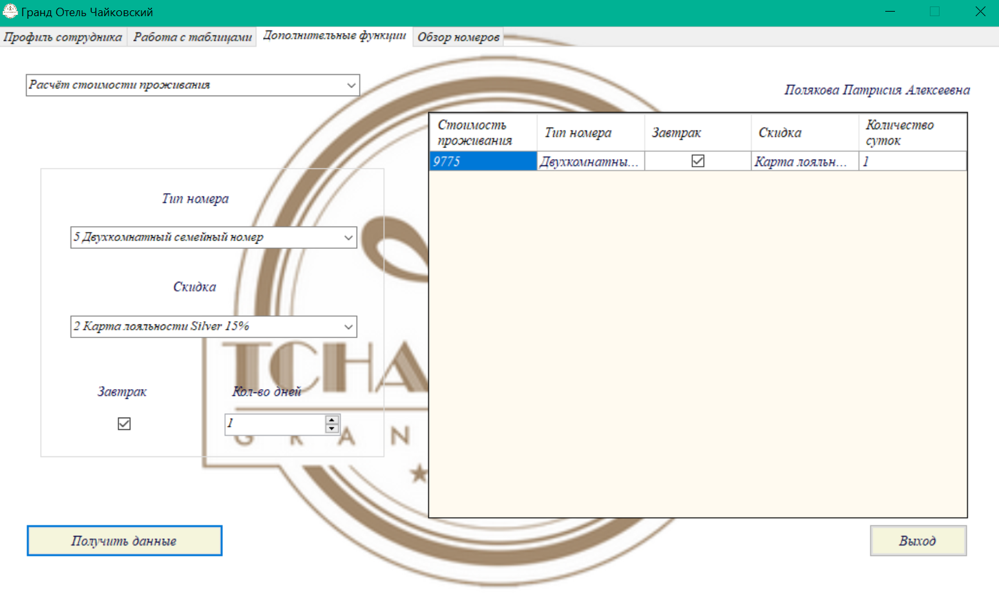 Гранд Отель Чайковский
Профиль сотрудника Работа с таблицами Дополнительные функции Обзор номеров
Расчёт стоимости проживания
Полякова Патрисия Алексеевна
Стоимость проживания Тип номера Завтрак Скидка Количество суток
9775 Двухкомнатны... Карта лояльн... 1
Тип номера
5 Двухкомнатный семейный номер
Скидка
2 Карта лояльности Silver 15%
TCHA
Завтрак Кол-во дней
1
G R A N
Получить данные
Выход